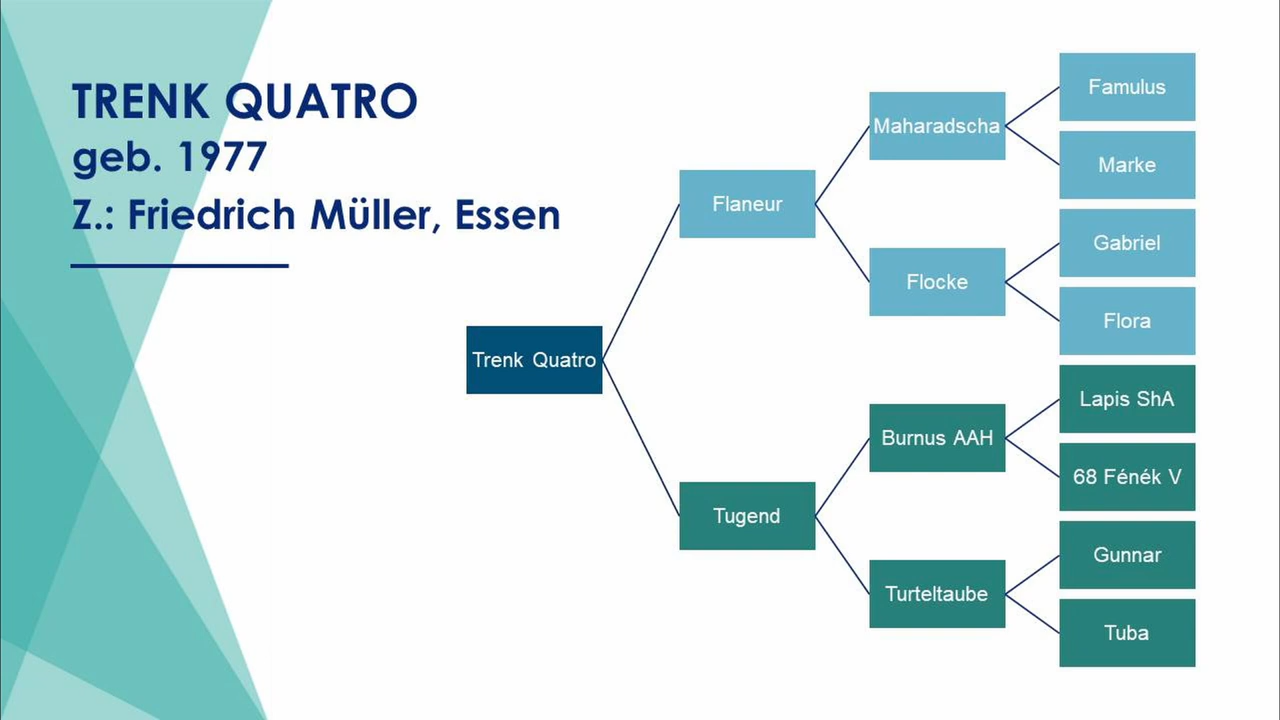 TRENK QUATRO
geb. 1977
Z.: Friedrich Müller, Essen
Trenk Quatro
Flaneur
Tugend
Maharadscha
Flocke
Burnus AAH
Turteltaube
Famulus
Marke
Gabriel
Flora
Lapis ShA
68 Fénék V
Gunnar
Tuba